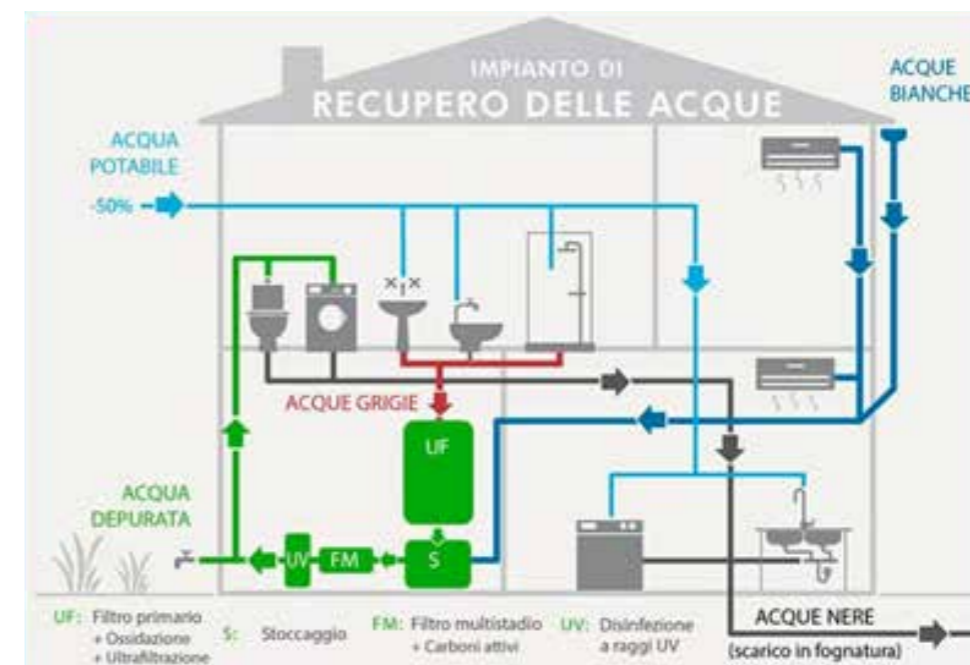 IMPIANTO DI
RECUPERO DELLE ACQUE
ACQUE
BIANCHE
ACQUA
POTABILE
-50%
ACQUE GRIGIE
UF
ACQUA
DEPURATA
UV
FM
S
UF: Filtro primario
+ Ossidazione
+ Ultrafiltrazione
S: Stoccaggio
FM: Filtro multistadio
+ Carboni attivi
UV: Disinfezione
a raggi UV
ACQUE NERE
(scarico in fognatura)